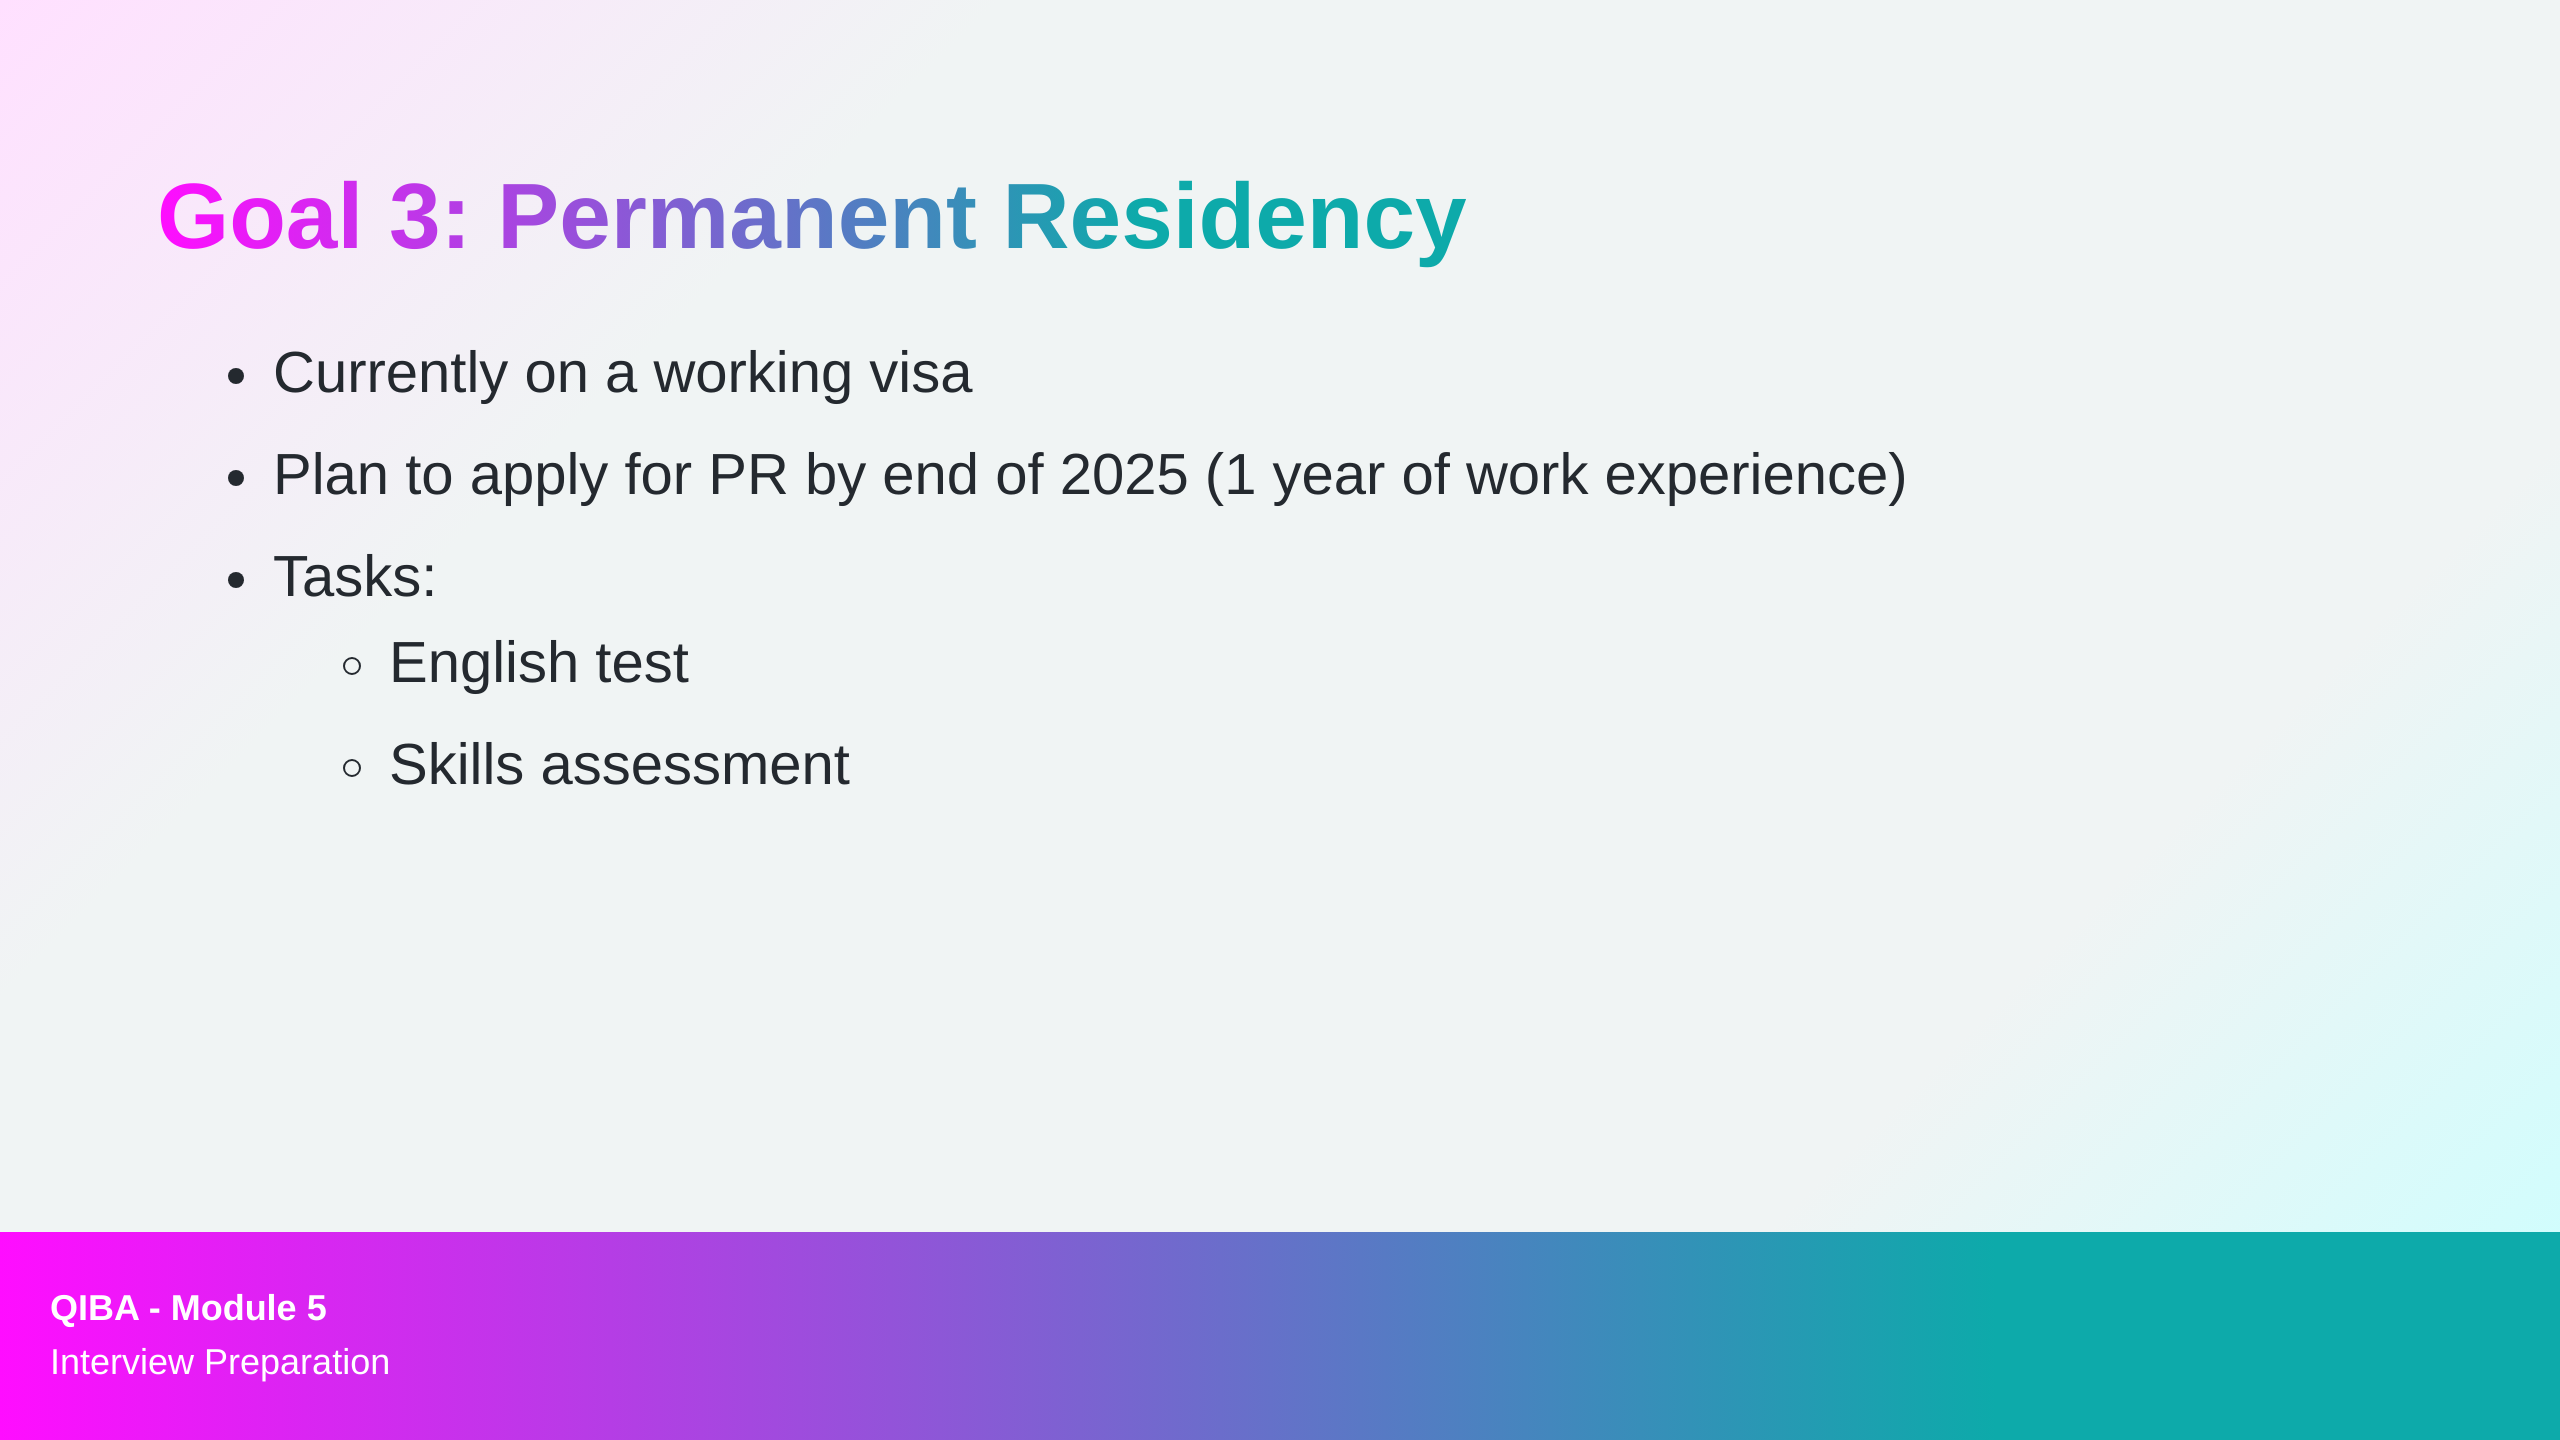 Goal 3: Permanent Residency
• Currently on a working visa
• Plan to apply for PR by end of 2025 (1 year of work experience)
• Tasks:
◦ English test
◦ Skills assessment
QIBA - Module 5
Interview Preparation